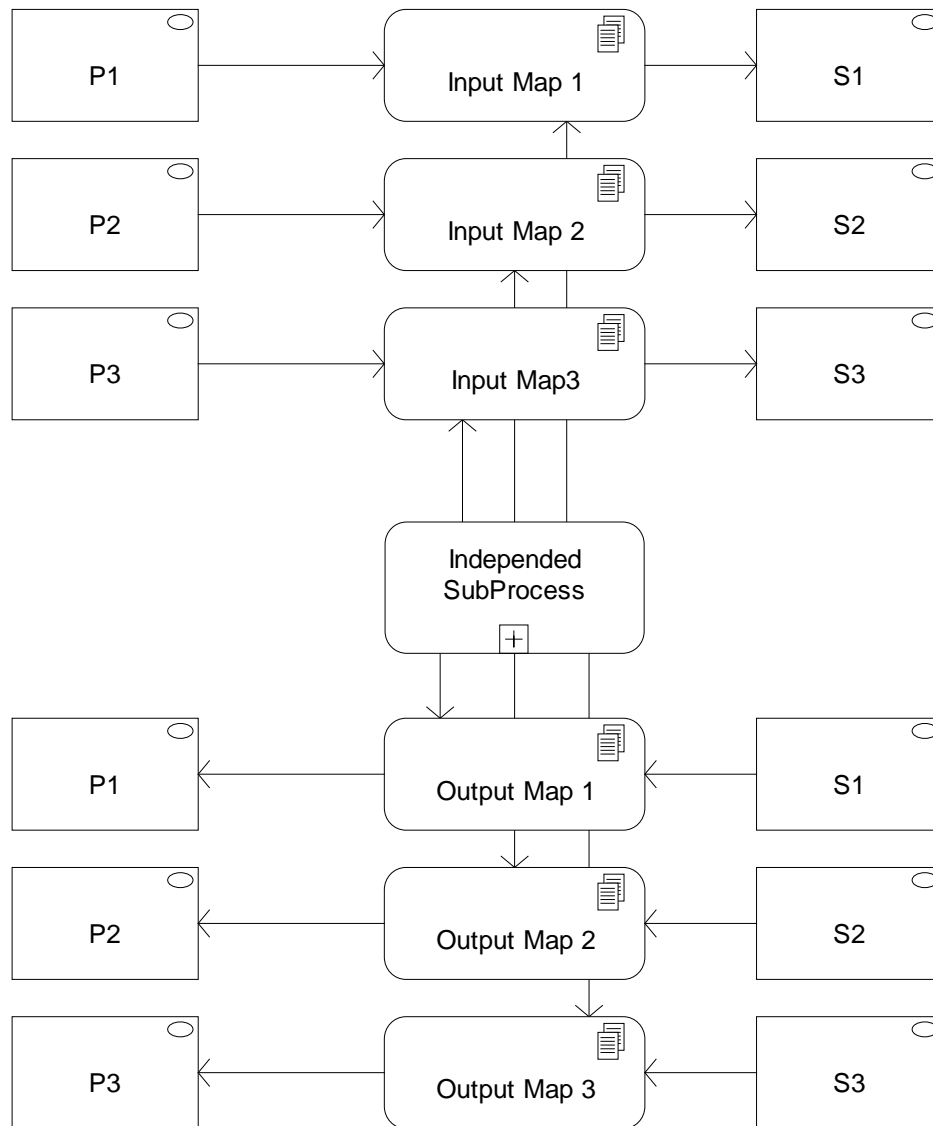 P1
Input Map 1
S1
P2
Input Map 2
S2
P3
Input Map3
S3
Independed
SubProcess
P1
Output Map 1
S1
P2
Output Map 2
S2
P3
Output Map 3
S3